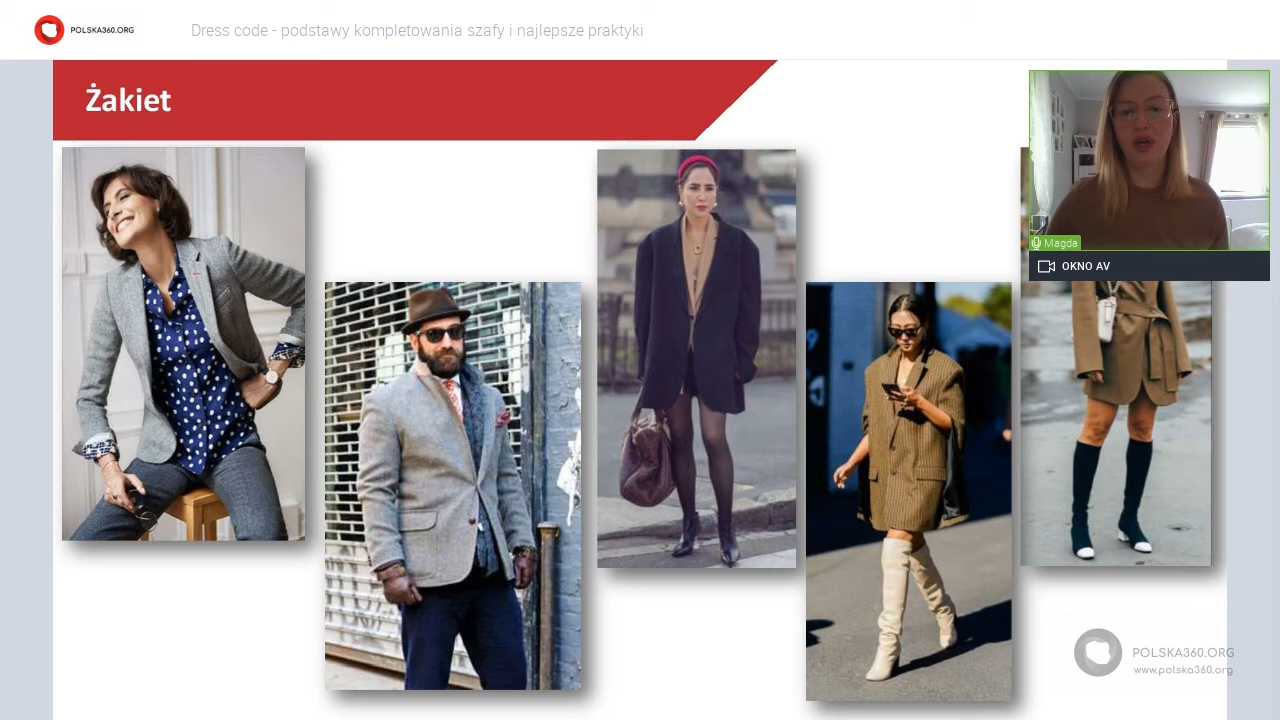 POLSKA360.ORG
Dress code - podstawy kompletowania szafy i najlepsze praktyki
Żakiet
Magda
OKNO AV
POLSKA360.ORG
www.polska360.org